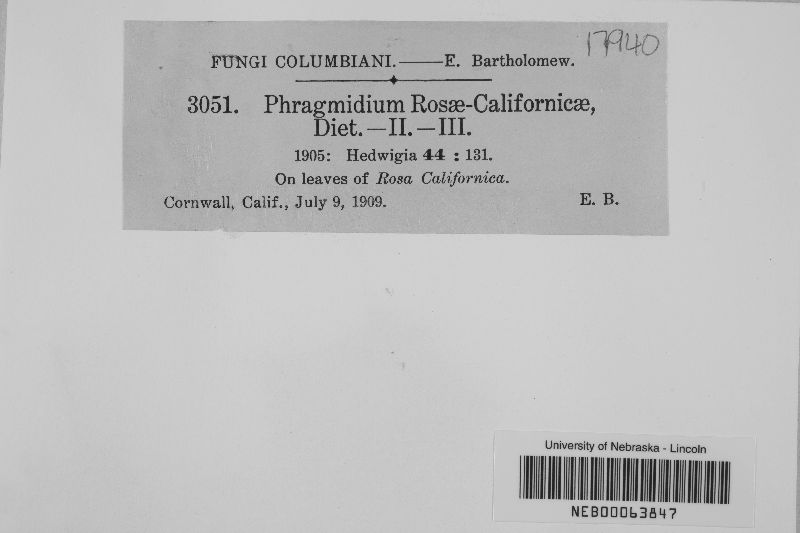 17940
FUNGI COLUMBIANI.——E. Bartholomew.
3051. Phragmidium Rosæ-Californicæ,
Diet.—II.—III.
1905: Hedwigia 44 : 131.
On leaves of Rosa Californica.
Cornwall, Calif., July 9, 1909. E. B.
University of Nebraska - Lincoln
NEB00063847